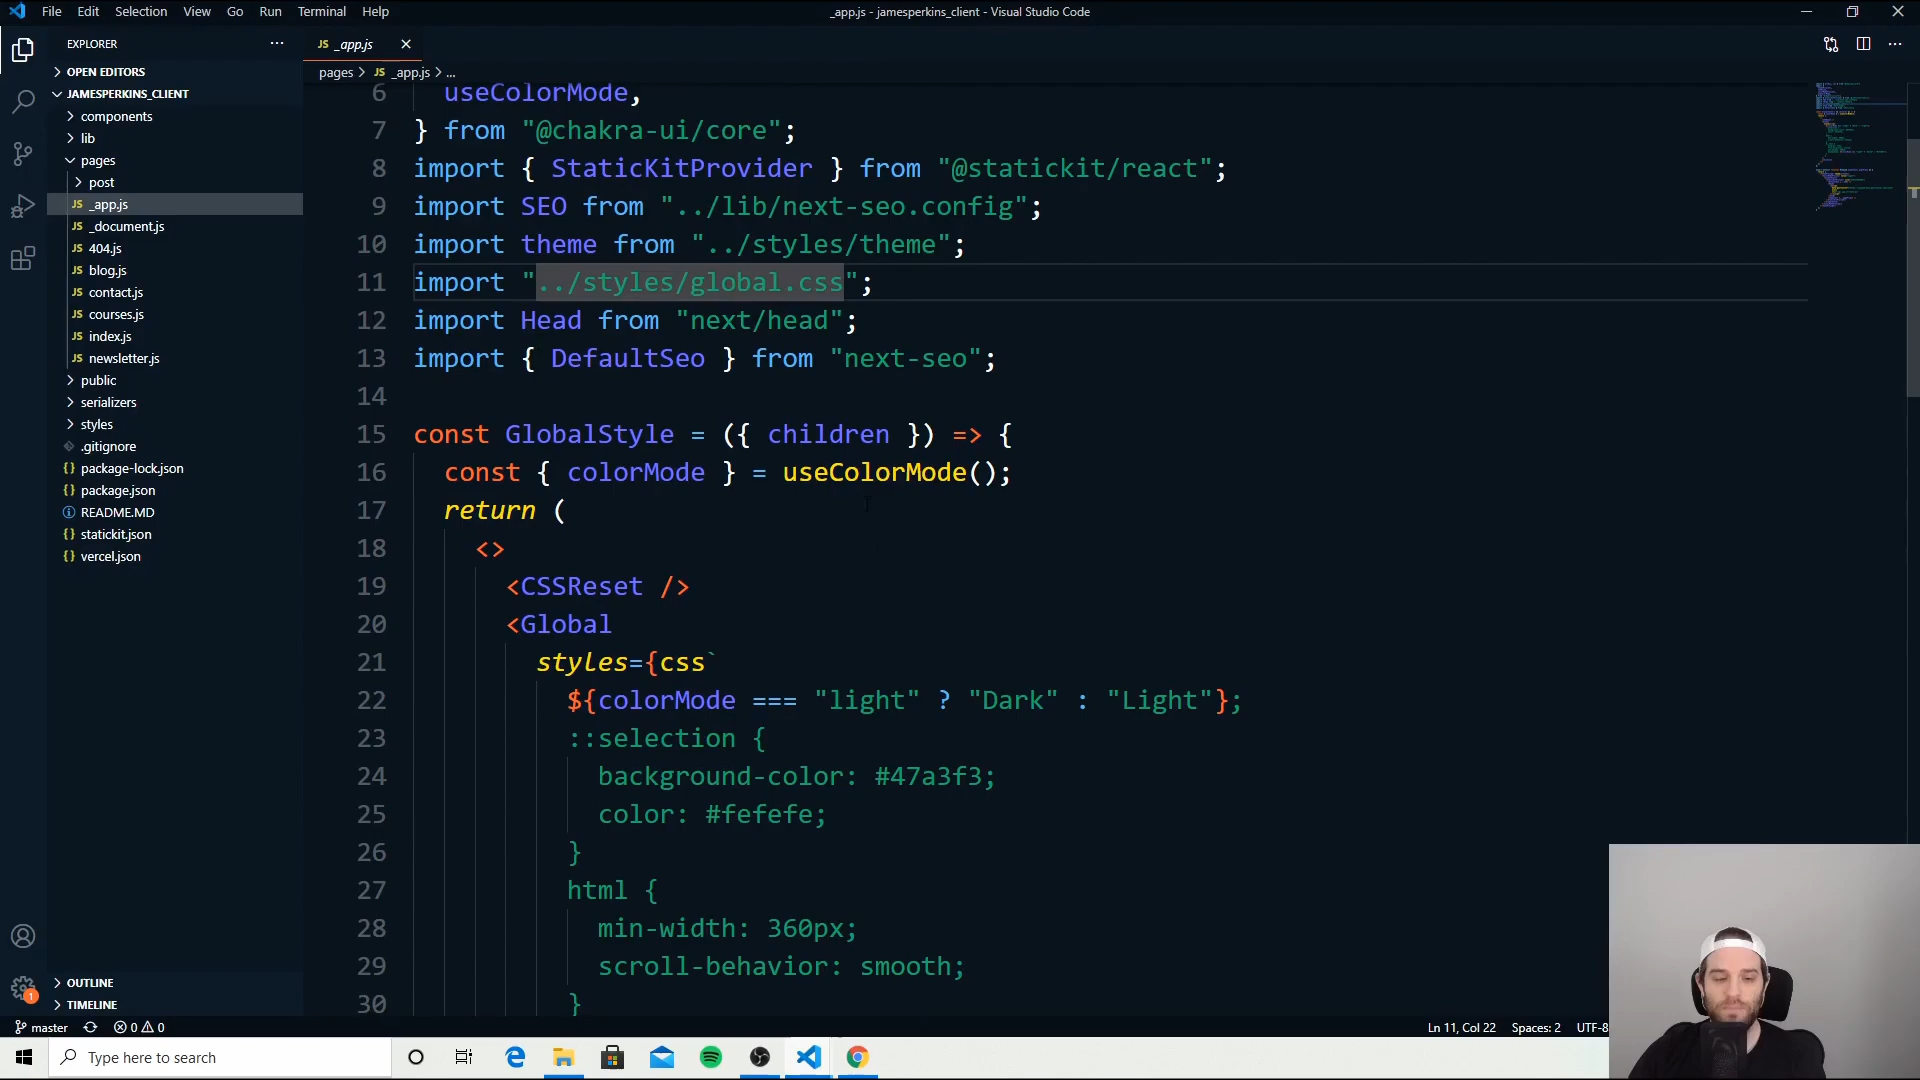 File Edit Selection View Go Run Terminal Help
_app.js - jamesperkins_client - Visual Studio Code
EXPLORER
OPEN EDITORS
JAMESPERKINS_CLIENT
components
lib
pages
post
JS _app.js
JS _document.js
JS 404.js
JS blog.js
JS contact.js
JS courses.js
JS index.js
JS newsletter.js
public
serializers
styles
.gitignore
{} package-lock.json
{} package.json
README.MD
{} statickit.json
{} vercel.json
OUTLINE
TIMELINE
JS _app.js
pages > JS _app.js > ...
6 useColorMode,
7 } from "@chakra-ui/core";
8 import { StaticKitProvider } from "@statickit/react";
9 import SEO from "../lib/next-seo.config";
10 import theme from "../styles/theme";
11 import "../styles/global.css";
12 import Head from "next/head";
13 import { DefaultSeo } from "next-seo";
14
15 const GlobalStyle = ({ children }) => {
16 const { colorMode } = useColorMode();
17 return (
18 <>
19 <CSSReset />
20 <Global
21 styles={css`
22 ${colorMode === "light" ? "Dark" : "Light"};
23 ::selection {
24 background-color: #47a3f3;
25 color: #fefefe;
26 }
27 html {
28 min-width: 360px;
29 scroll-behavior: smooth;
30 }
1
master 0 0
Ln 11, Col 22 Spaces: 2 UTF-8
Type here to search